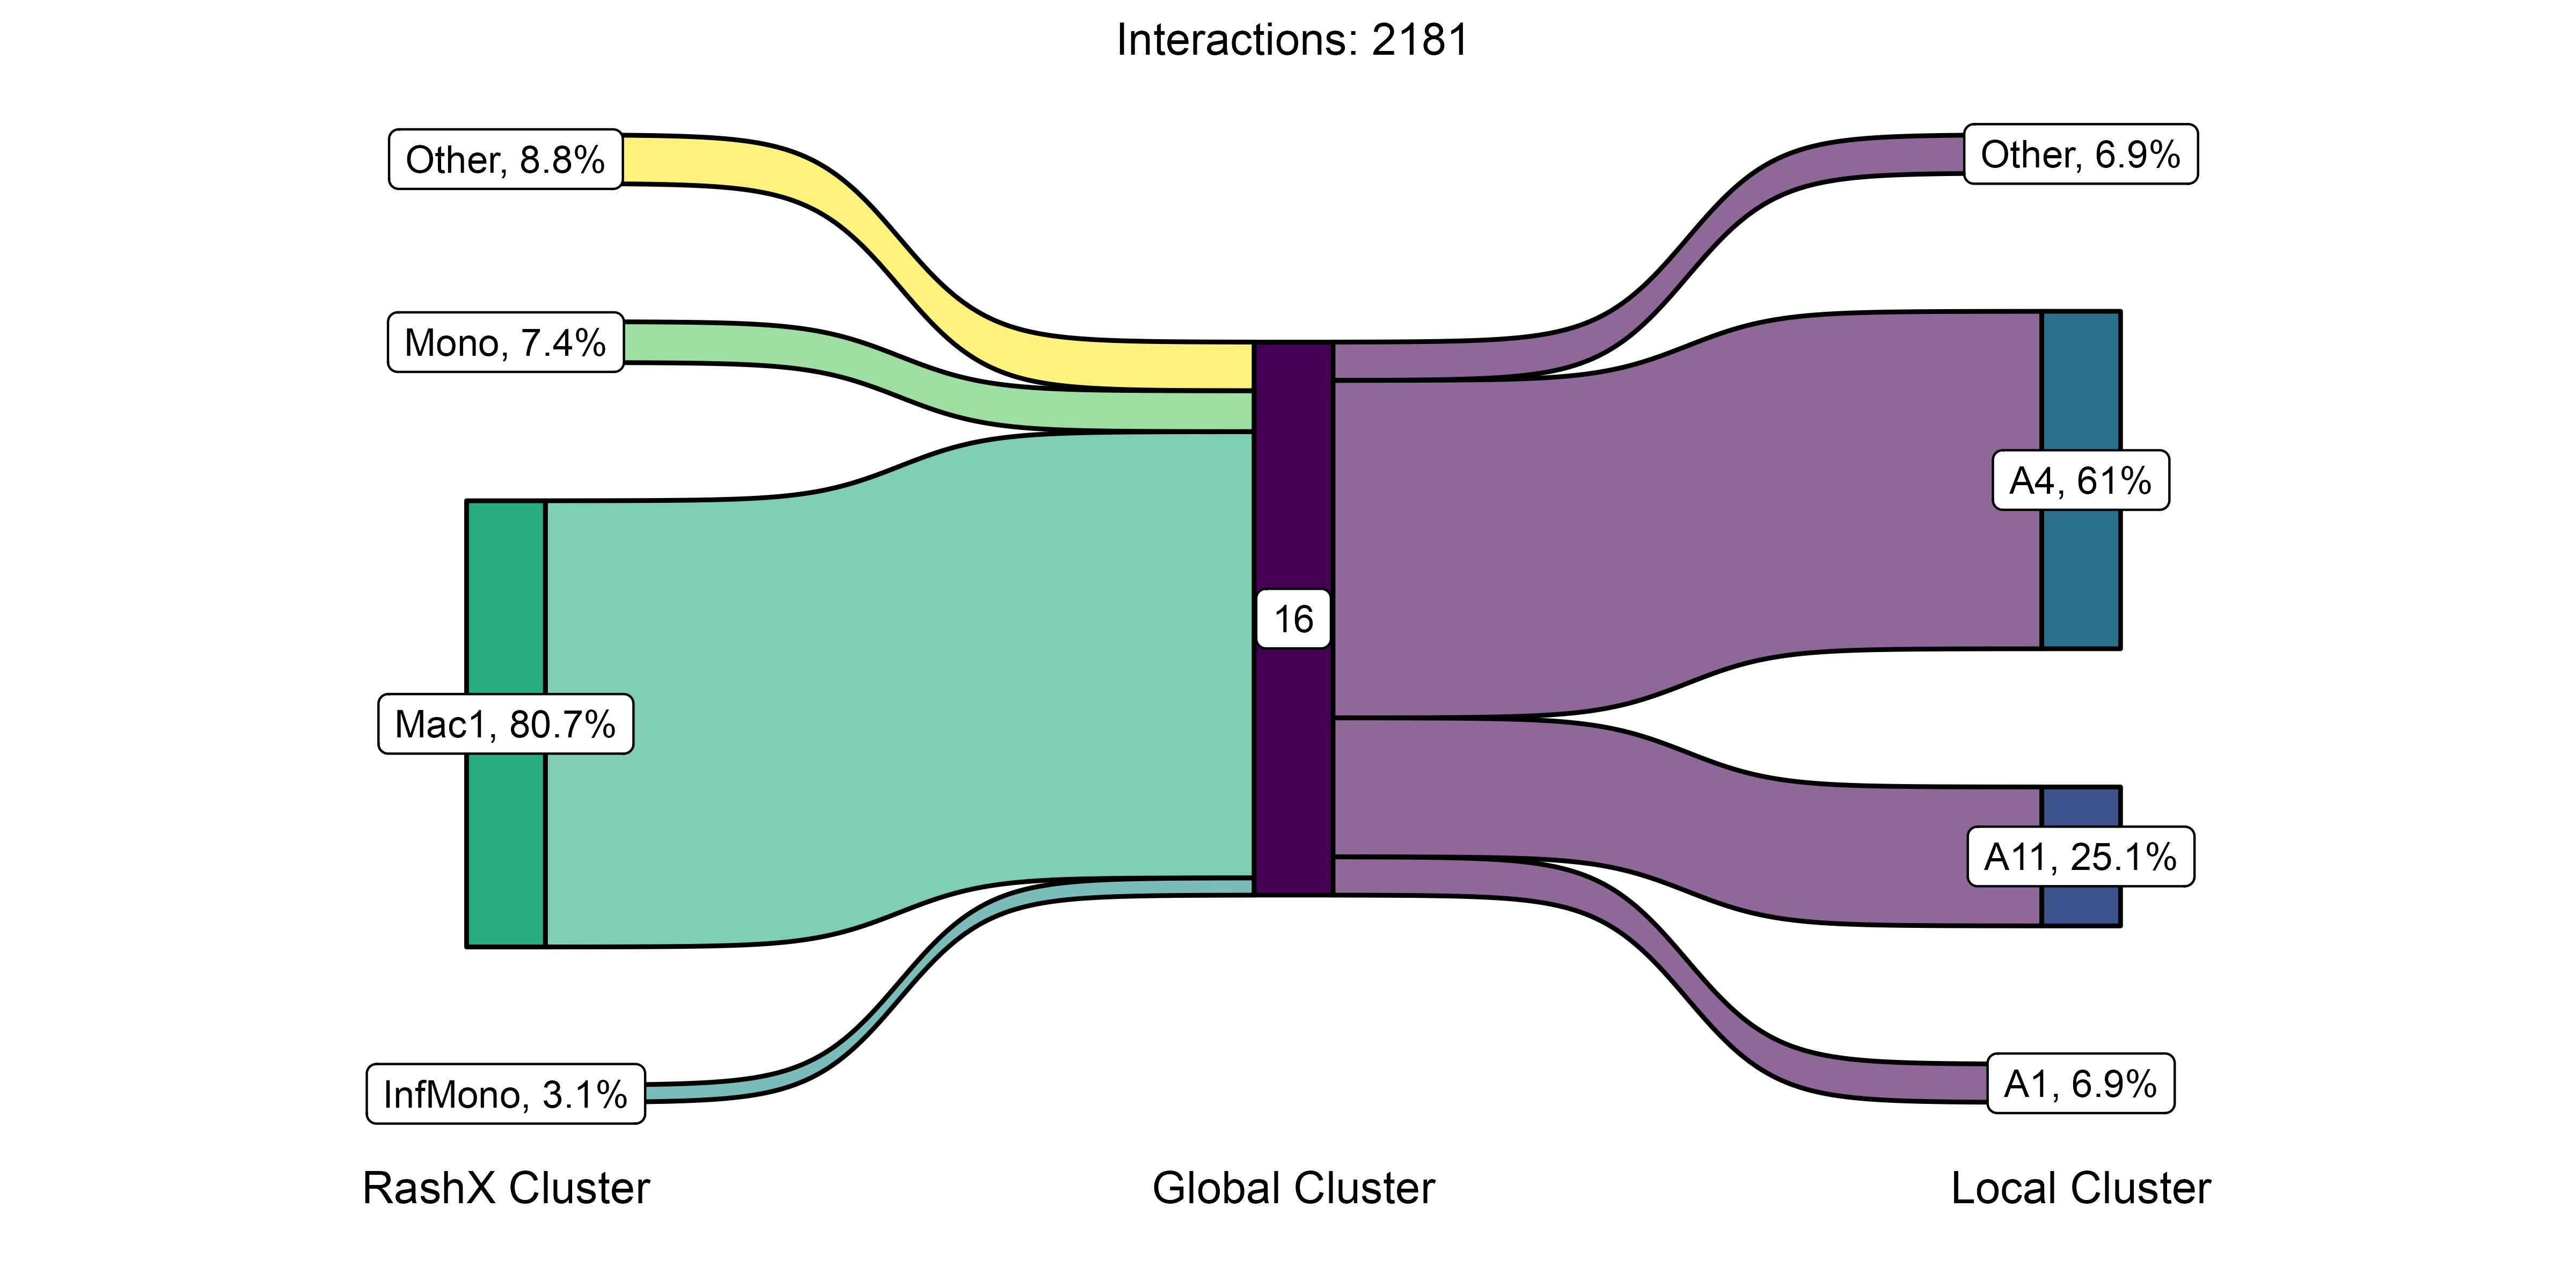 Interactions: 2181
Other, 8.8%
Mono, 7.4%
Mac1, 80.7%
InfMono, 3.1%
16
Other, 6.9%
A4, 61%
A11, 25.1%
A1, 6.9%
RashX Cluster
Global Cluster
Local Cluster